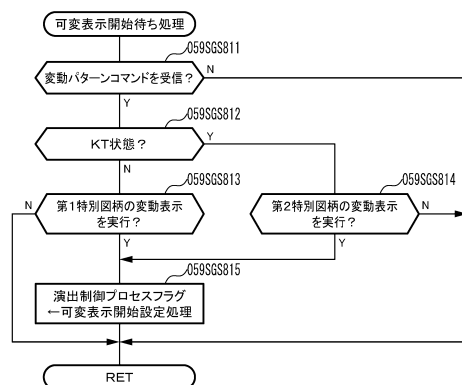 可変表示開始待ち処理
059SGS811
変動パターンコマンドを受信？
N
Y
059SGS812
KT状態？
Y
N
059SGS813
059SGS814
N
第1特別図柄の変動表示
を実行？
第2特別図柄の変動表示
を実行？
N
Y
Y
059SGS815
演出制御プロセスフラグ
←可変表示開始設定処理
RET